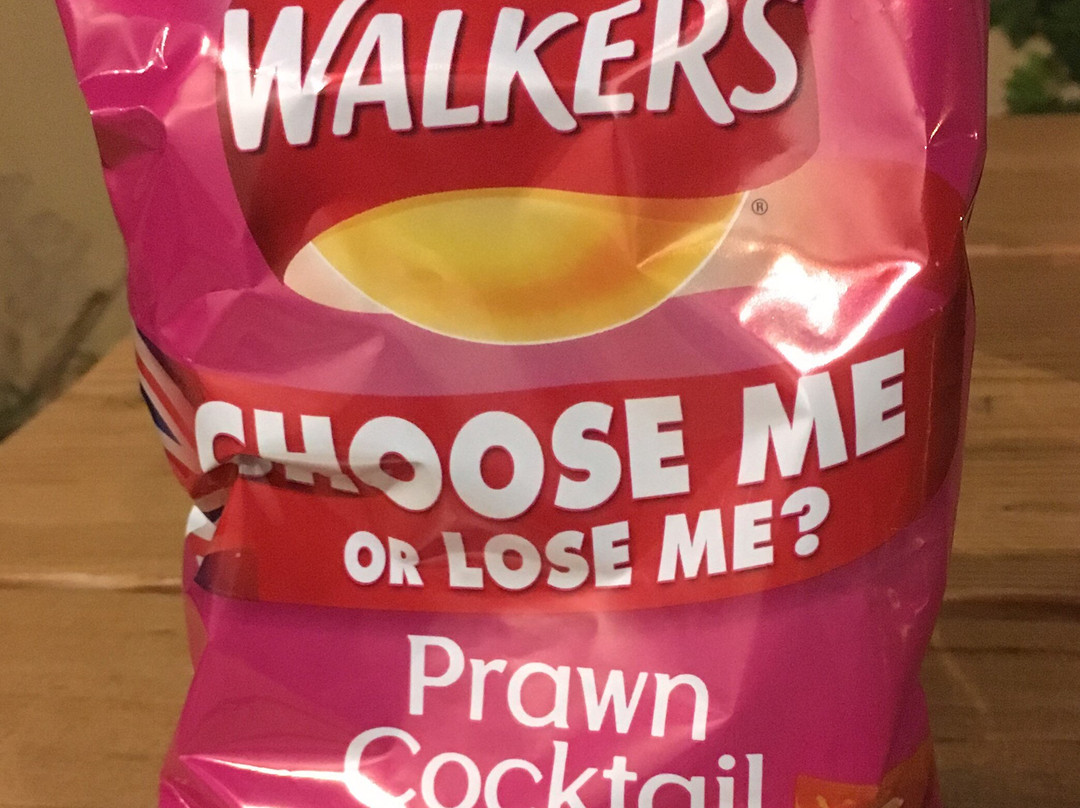 WALKERS
®
CHOOSE ME
OR LOSE ME?
Prawn
Cocktail